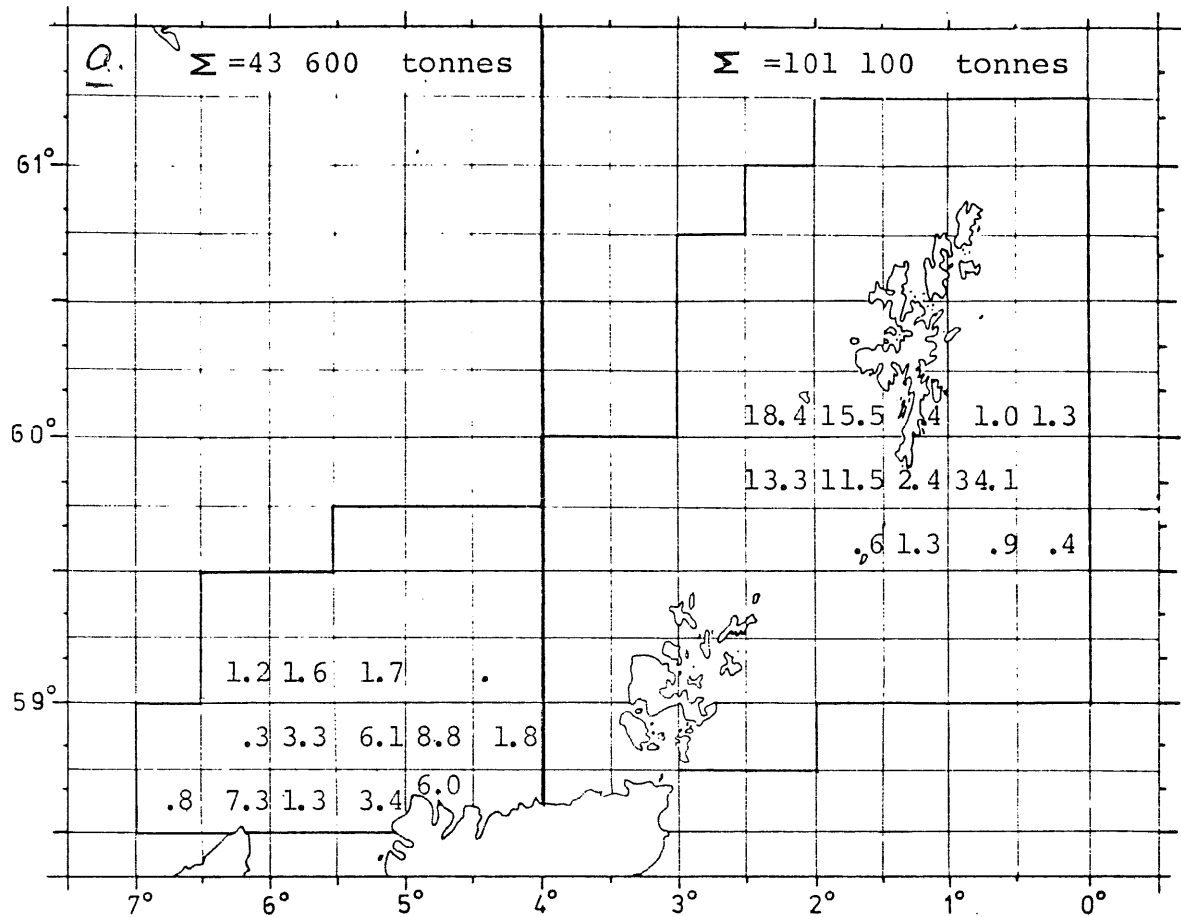 a. Σ =43 600 tonnes Σ =101 100 tonnes
61°
18.4 15.5 .4 1.0 1.3
60°
13.3 11.5 2.4 34.1
.6 1.3 .9 .4
1.2 1.6 1.7 .
59°
.3 3.3 6.1 8.8 1.8
6.0
.8 7.3 1.3 3.4
7° 6° 5° 4° 3° 2° 1° 0°